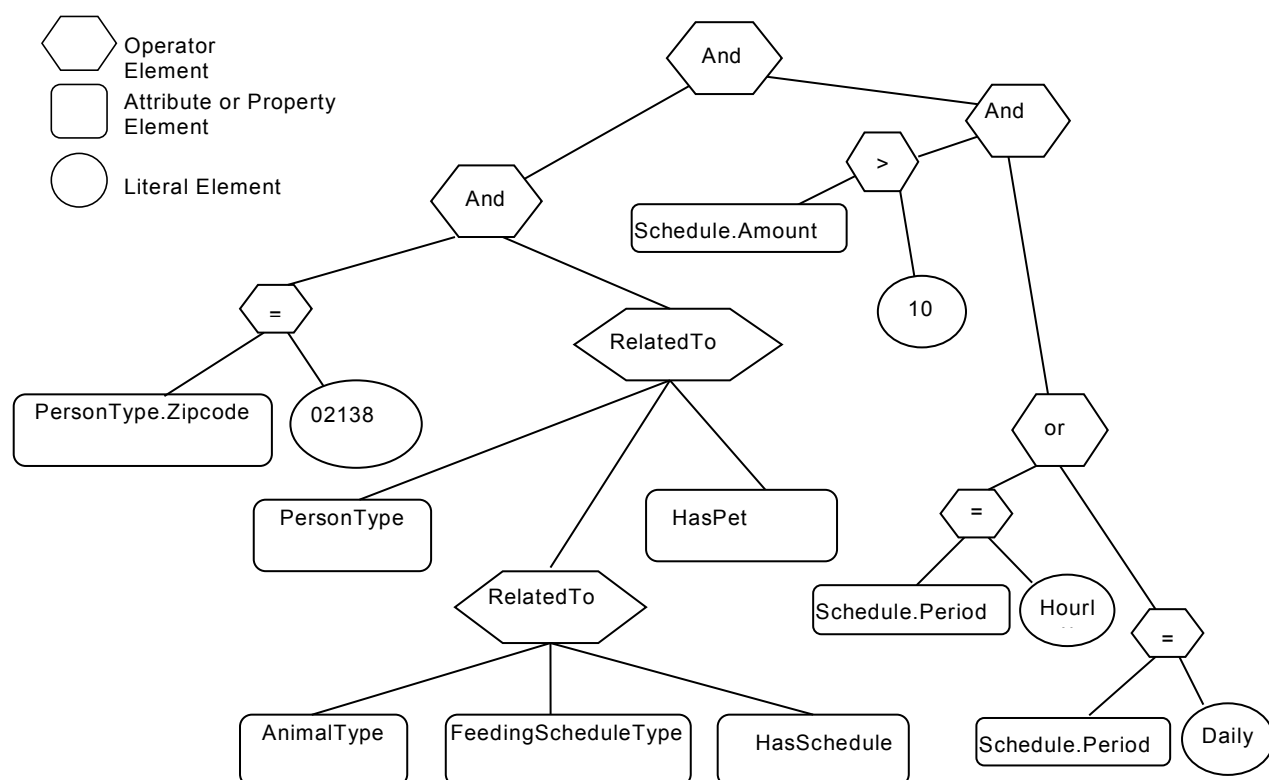 Operator
Element
Attribute or Property
Element
Literal Element
And
And
>
And
Schedule.Amount
10
=
RelatedTo
PersonType.Zipcode
02138
or
PersonType
HasPet
=
RelatedTo
Schedule.Period
Hourl
=
AnimalType
FeedingScheduleType
HasSchedule
Schedule.Period
Daily